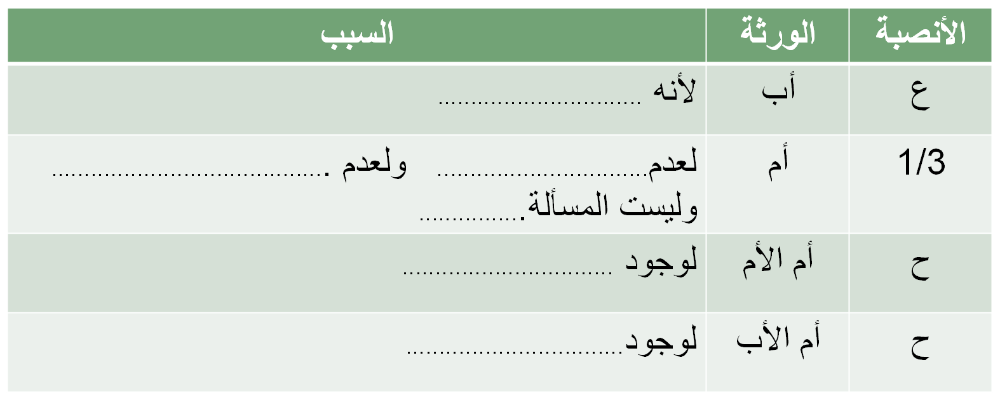 الأنصبة الورثة السبب
ع أب لأنه ...............................
1/3 أم لعدم................................ ولعدم .........................................
وليست المسألة................
ح أم الأم لوجود ................................
ح أم الأب لوجود.................................